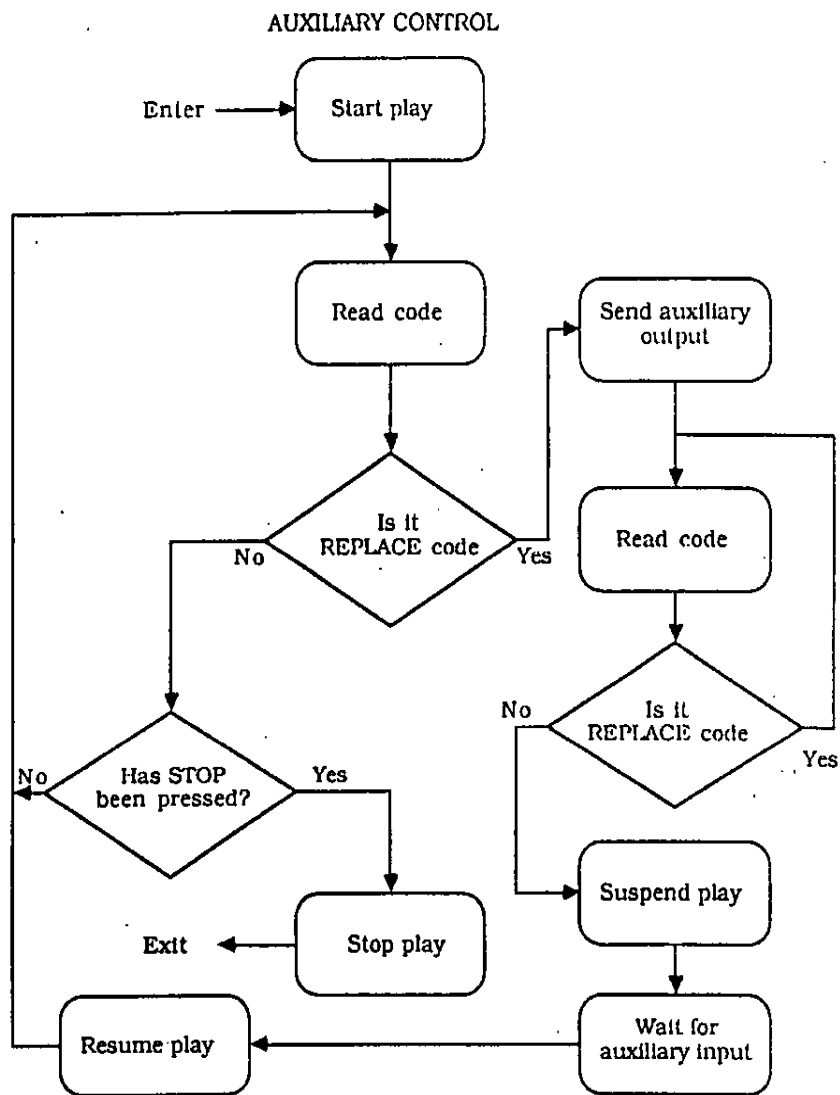 AUXILIARY CONTROL
Enter
Start play
Read code
Send auxiliary
output
Is it
REPLACE code
No
Yes
Read code
Is it
REPLACE code
No
Yes
Has STOP
been pressed?
No
Yes
Suspend play
Exit
Stop play
Wait for
auxiliary input
Resume play